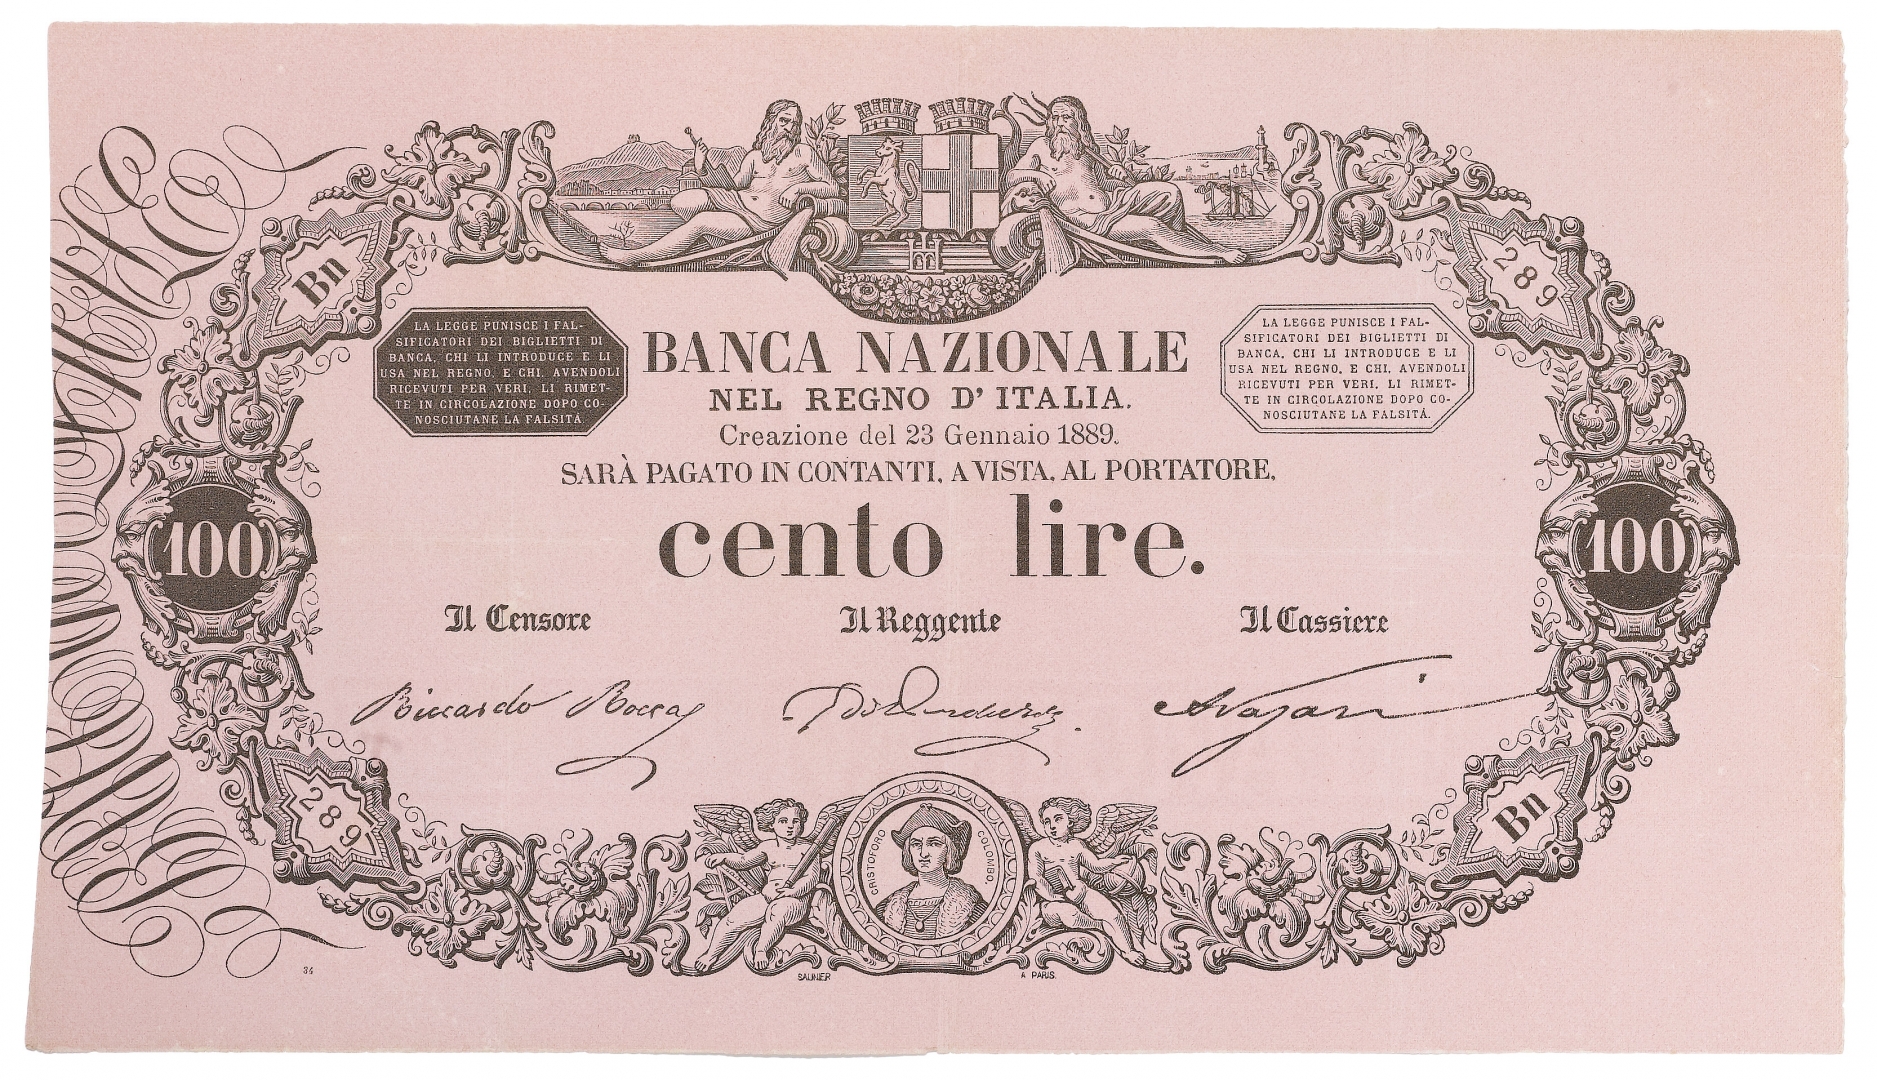 Bn
289
LA LEGGE PUNISCE I FAL-
SIFICATORI DEI BIGLIETTI DI
BANCA, CHI LI INTRODUCE E LI
USA NEL REGNO, E CHI, AVENDOLI
RICEVUTI PER VERI, LI RIMET-
TE IN CIRCOLAZIONE DOPO CO-
NOSCIUTANE LA FALSITÁ.
BANCA NAZIONALE
NEL REGNO D'ITALIA.
Creazione del 23 Gennaio 1889.
LA LEGGE PUNISCE I FAL-
SIFICATORI DEI BIGLIETTI DI
BANCA, CHI LI INTRODUCE E LI
USA NEL REGNO, E CHI, AVENDOLI
RICEVUTI PER VERI, LI RIMET-
TE IN CIRCOLAZIONE DOPO CO-
NOSCIUTANE LA FALSITÁ.
SARÀ PAGATO IN CONTANTI, A VISTA, AL PORTATORE,
100
cento lire.
100
Il Censore
Il Reggente
Il Cassiere
Riccardo Rocca
289
Bn
CRISTOFORO COLOMBO.
34
SAUNIER
A PARIS.